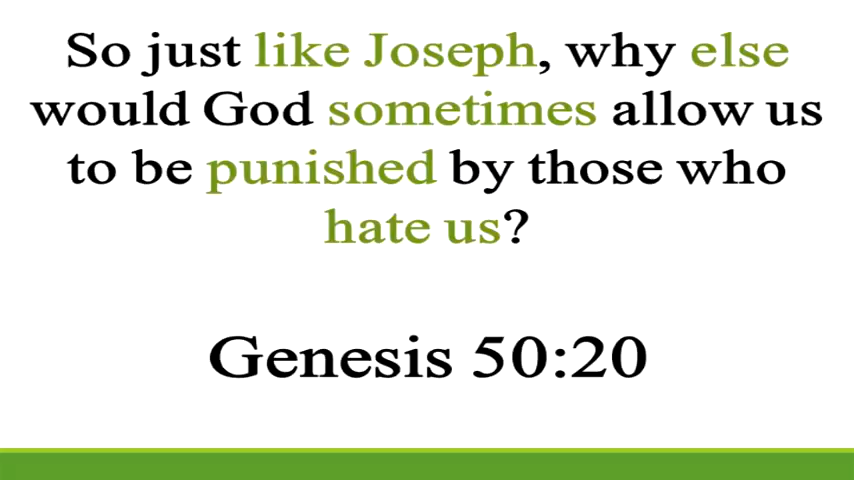 So just like Joseph, why else
would God sometimes allow us
to be punished by those who
hate us?
Genesis 50:20